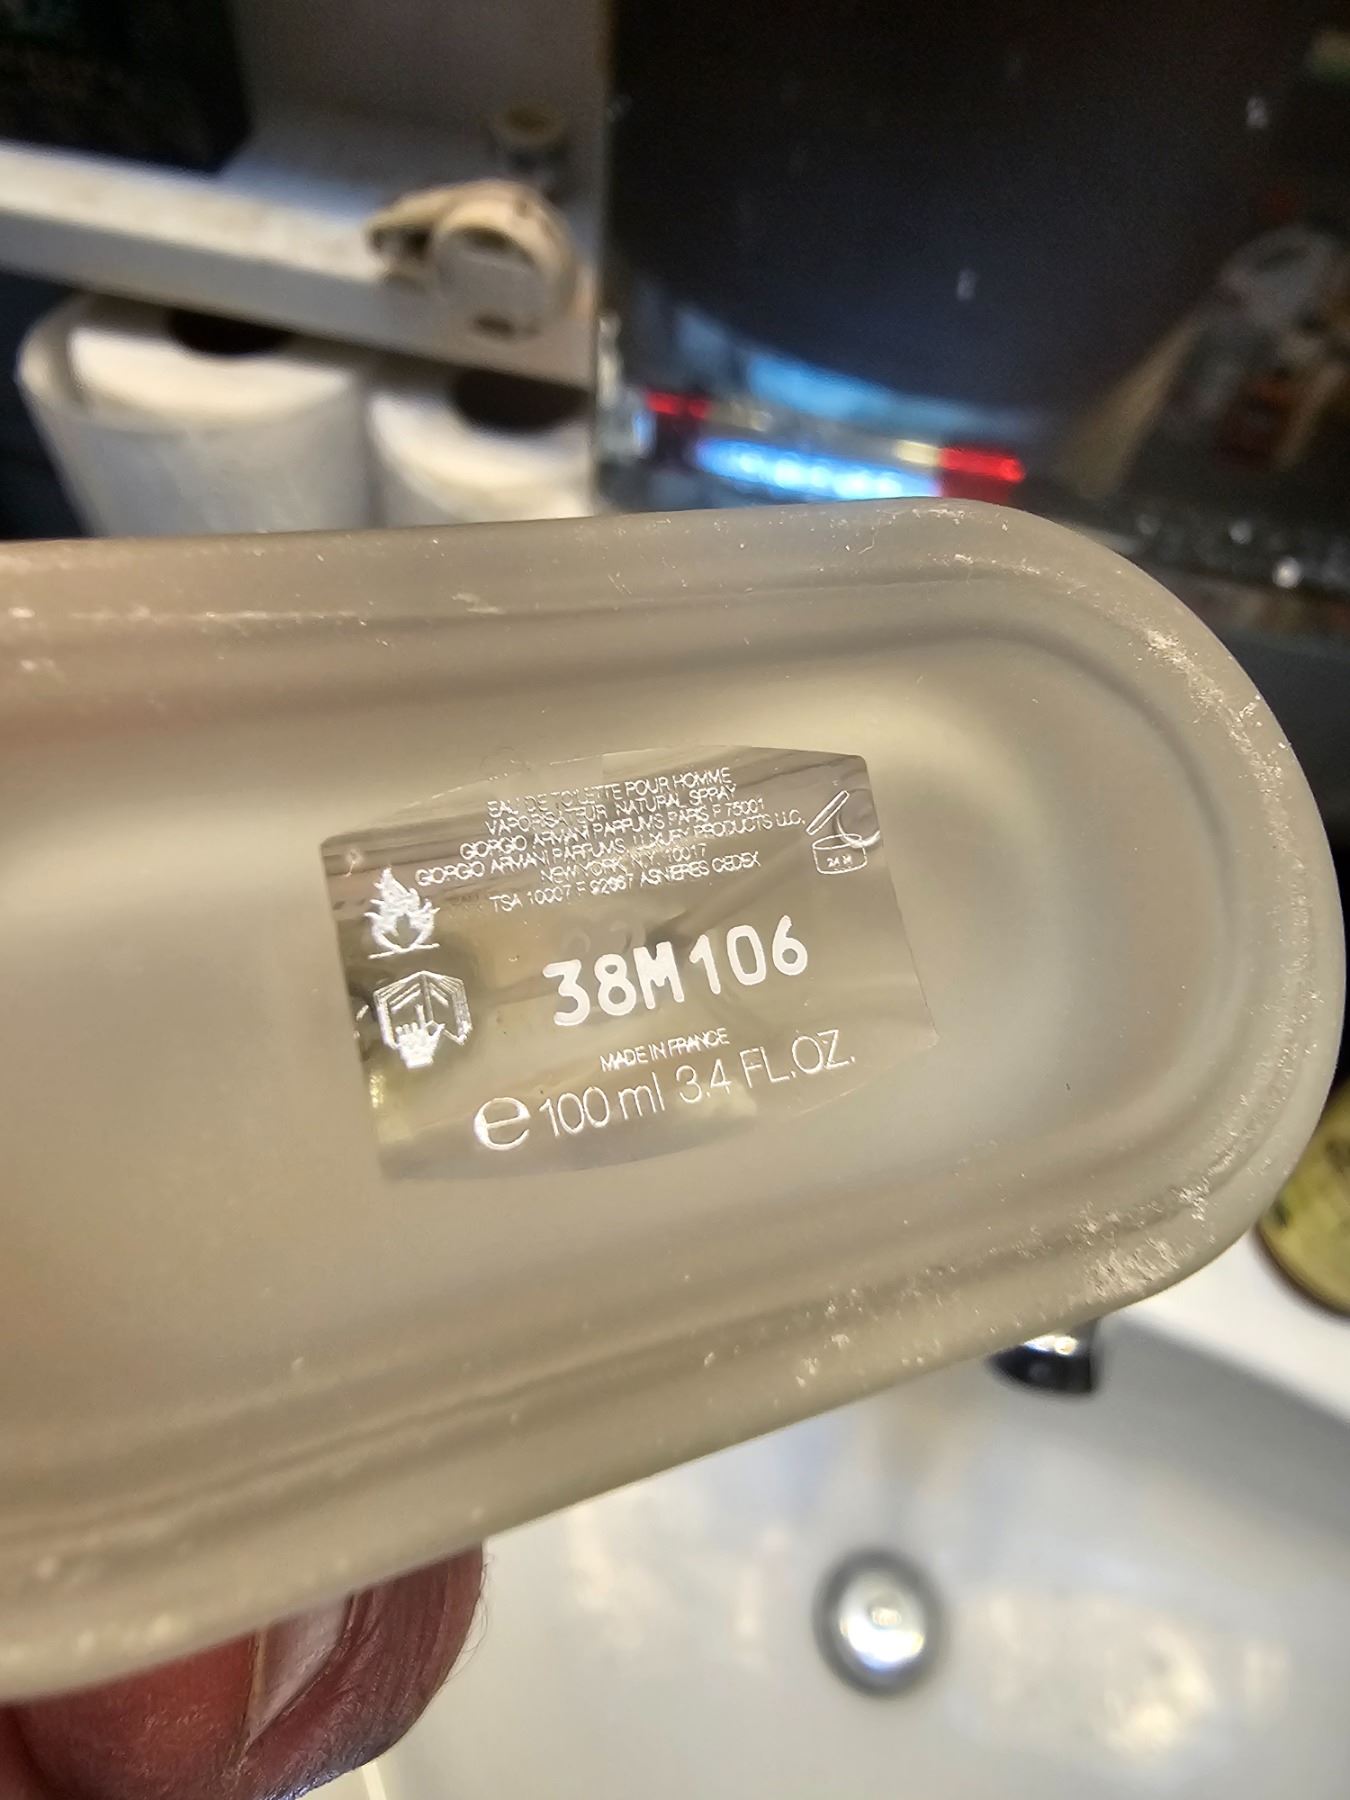 EAU DE TOILETTE POUR HOMME
VAPORISATEUR NATURAL SPRAY
GIORGIO ARMANI PARFUMS PARIS F 75001
GIORGIO ARMANI PARFUMS, LUXURY PRODUCTS LLC,
NEW YORK, N.Y. 10017
TSA 10007 F 92667 ASNIERES CEDEX
24 M
38M106
MADE IN FRANCE
e 100 ml 3.4 FL.OZ.